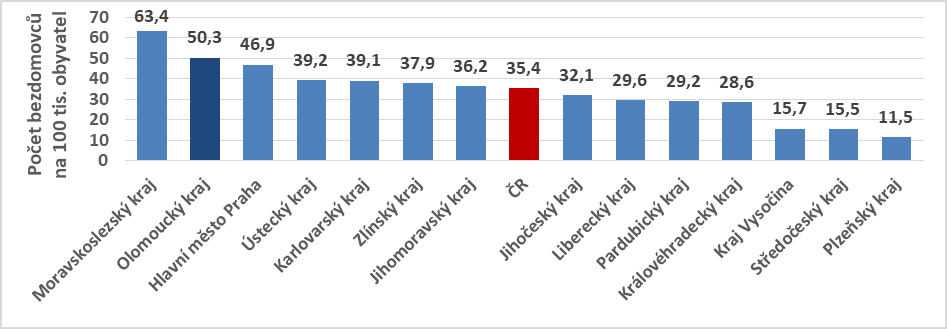 Počet bezdomovců
na 100 tis. obyvatel
70
60
50
40
30
20
10
0
63,4
50,3
46,9
39,2
39,1
37,9
36,2
35,4
32,1
29,6
29,2
28,6
15,7
15,5
11,5
Moravskoslezský kraj
Olomoucký kraj
Hlavní město Praha
Ústecký kraj
Karlovarský kraj
Zlínský kraj
Jihomoravský kraj
ČR
Jihočeský kraj
Liberecký kraj
Pardubický kraj
Královéhradecký kraj
Kraj Vysočina
Středočeský kraj
Plzeňský kraj